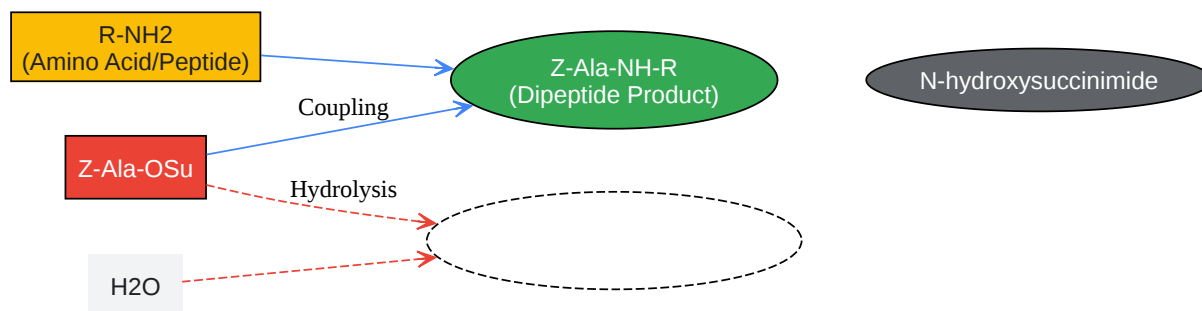 R-NH2
(Amino Acid/Peptide)
Z-Ala-NH-R
(Dipeptide Product)
N-hydroxysuccinimide
Coupling
Z-Ala-OSu
Hydrolysis
H2O